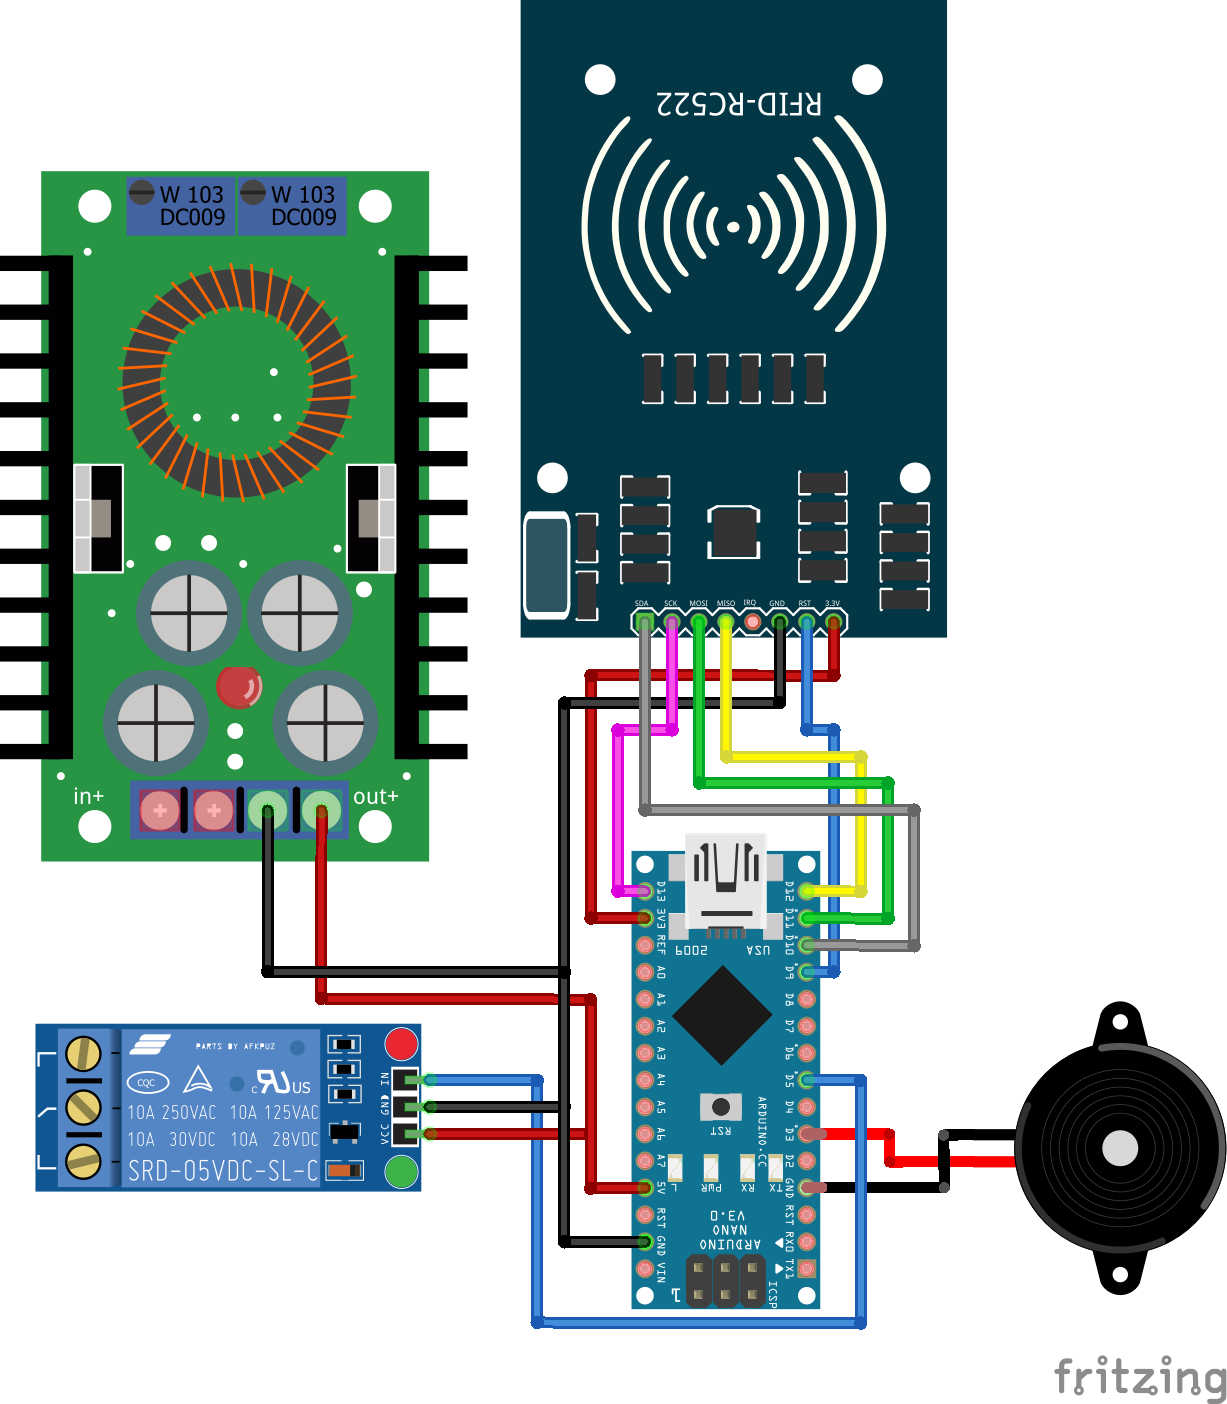 RFID-RC522
W 103
DC009
W 103
DC009
SDA
SCK
MOSI
MISO
IRQ
GND
RST
3.3V
in+
out+
D13
3V3
REF
A0
A1
A2
A3
A4
A5
A6
A7
5V
RST
GND
VIN
D12
D11
D10
D9
D8
D7
D6
D5
D4
D3
D2
GND
RST
RX0
TX1
2009
USA
RST
ARDUINO.CC
L
PWR
RX
TX
ARDUINO
NANO
V3.0
1
ICSP
PARTS BY AFKPUZ
CQC
c RU US
10A 250VAC 10A 125VAC
10A 30VDC 10A 28VDC
SRD-05VDC-SL-C
IN
GND
VCC
fritzing